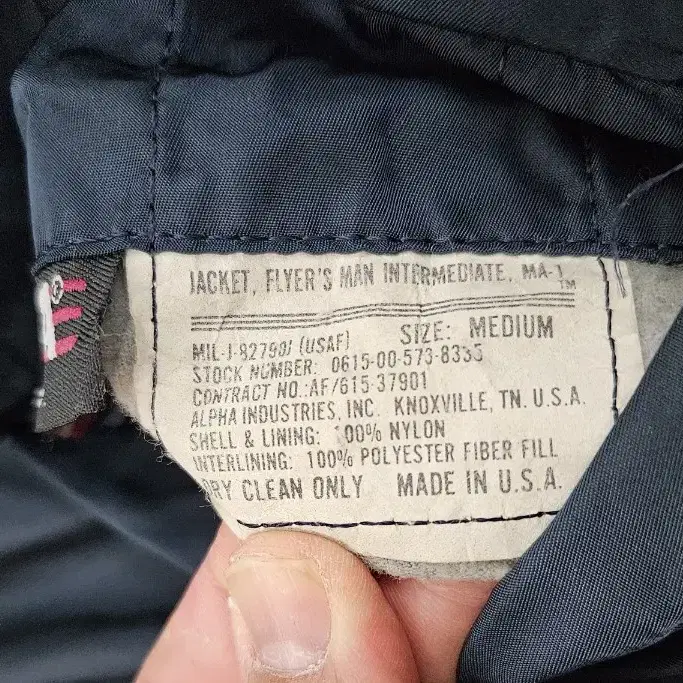 JACKET, FLYER'S MAN INTERMEDIATE, MA-1™
MIL-J-82790J (USAF) SIZE: MEDIUM
STOCK NUMBER: 0615-00-573-8335
CONTRACT NO.:AF/615-37901
ALPHA INDUSTRIES, INC. KNOXVILLE, TN. U.S.A.
SHELL & LINING: 100% NYLON
INTERLINING: 100% POLYESTER FIBER FILL
DRY CLEAN ONLY MADE IN U.S.A.